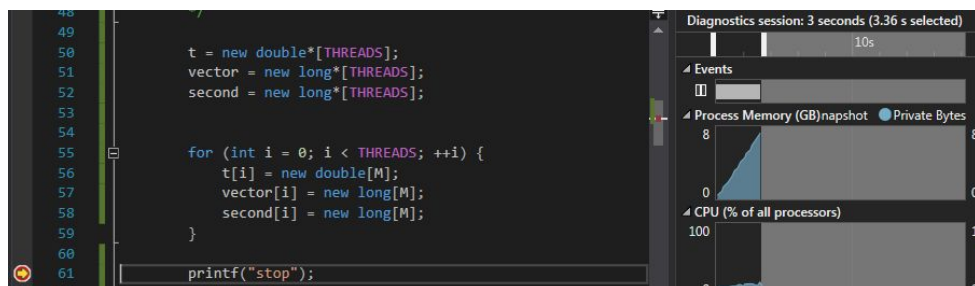 48 */
49
50 t = new double*[THREADS];
51 vector = new long*[THREADS];
52 second = new long*[THREADS];
53
54
55 for (int i = 0; i < THREADS; ++i) {
56 t[i] = new double[M];
57 vector[i] = new long[M];
58 second[i] = new long[M];
59 }
60
61 printf("stop");
Diagnostics session: 3 seconds (3.36 s selected)
10s
Events
Process Memory (GB)napshot Private Bytes
8 8
0 0
CPU (% of all processors)
100 1